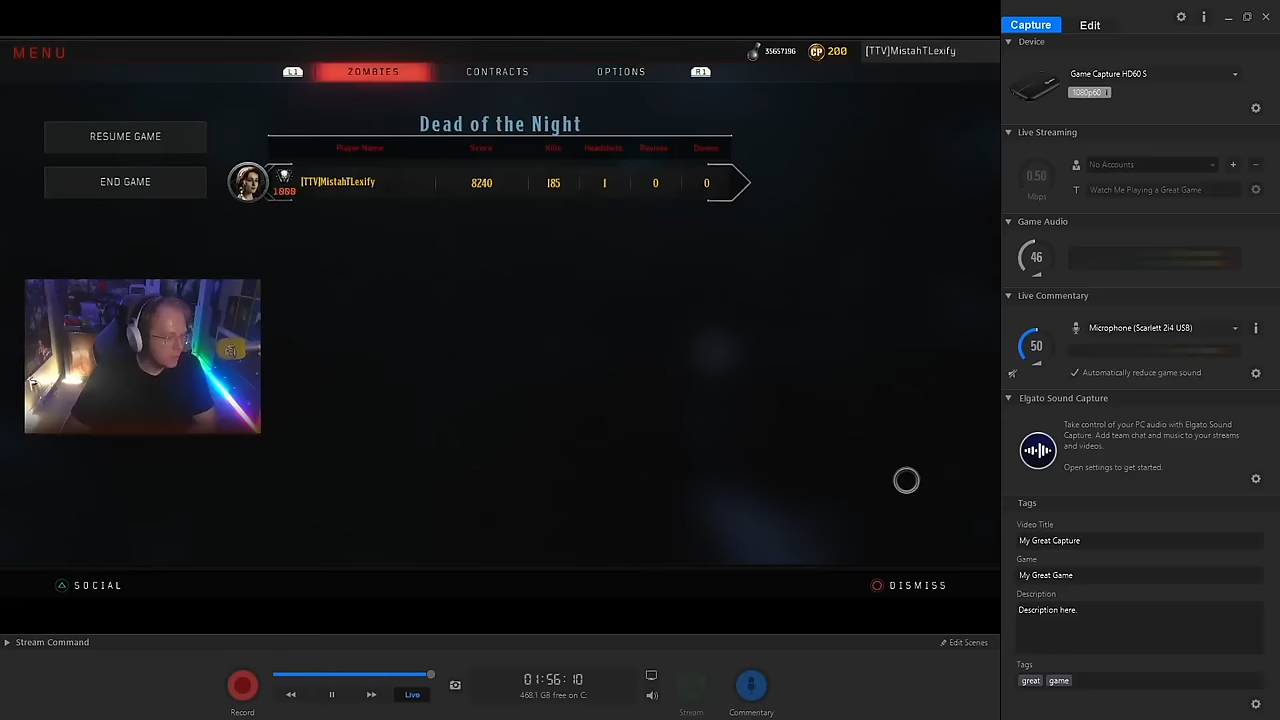 MENU
35657196
CP 200
[TTV]MistahTLexify
L1
ZOMBIES
CONTRACTS
OPTIONS
R1
RESUME GAME
END GAME
Dead of the Night
Player Name Score Kills Headshots Revives Downs
1000 [TTV]MistahTLexify 8240 185 1 0 0
SOCIAL
DISMISS
Capture
Edit
Device
Game Capture HD60 S
1080p60 i
Live Streaming
0.50
Mbps
No Accounts
Watch Me Playing a Great Game
Game Audio
46
Live Commentary
50
Microphone (Scarlett 2i4 USB)
Automatically reduce game sound
Elgato Sound Capture
Take control of your PC audio with Elgato Sound
Capture. Add team chat and music to your streams
and videos.
Open settings to get started.
Tags
Video Title
My Great Capture
Game
My Great Game
Description
Description here.
Tags
great game
Stream Command
Edit Scenes
Record
Live
01:56:10
468.1 GB free on C:
Stream
Commentary